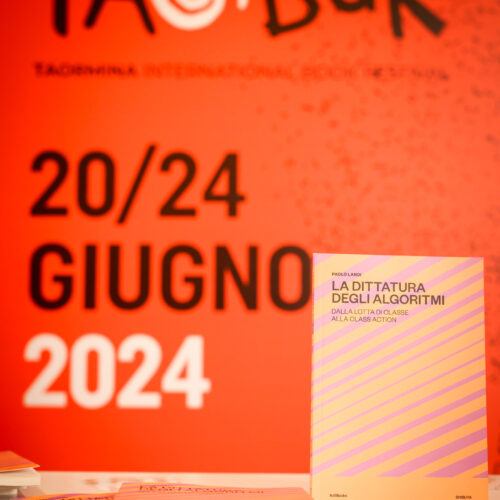 TAOBUK
TAORMINA INTERNATIONAL BOOK FESTIVAL
20/24
GIUGNO
2024
PAOLO LANDI
LA DITTATURA
DEGLI ALGORITMI
DALLA LOTTA DI CLASSE
ALLA CLASS ACTION